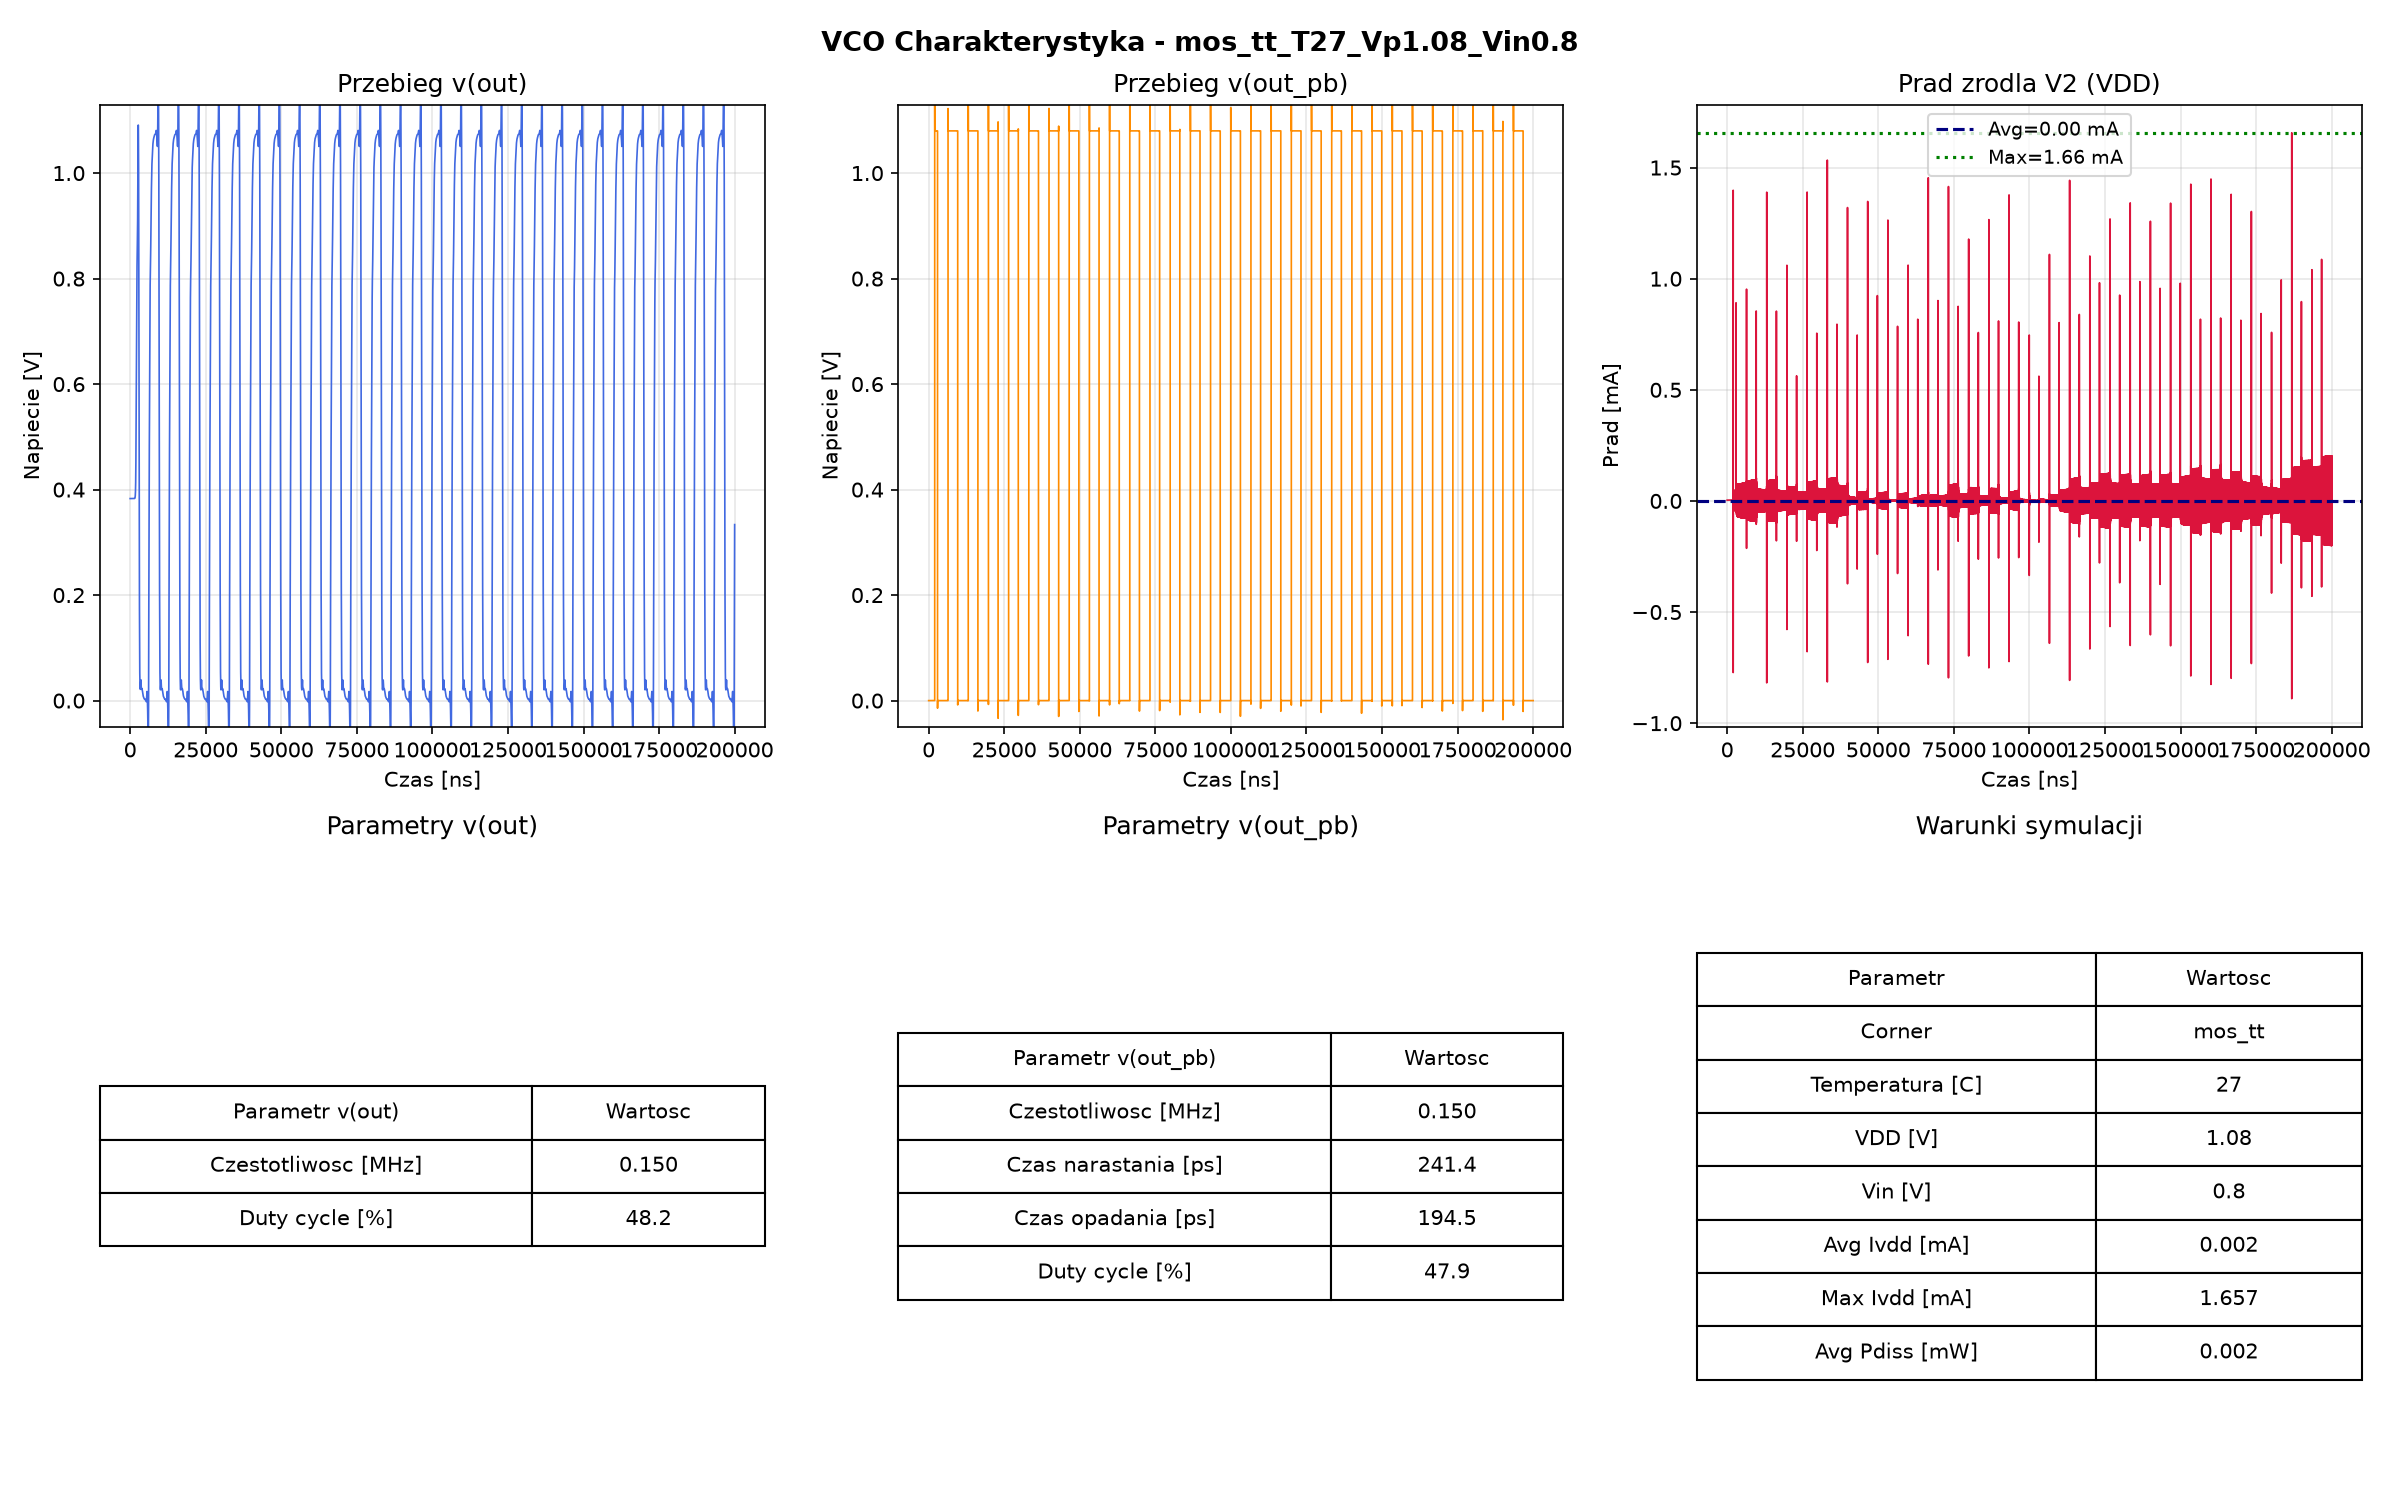 VCO Charakterystyka - mos_tt_T27_Vp1.08_Vin0.8
Przebieg v(out)
Napiecie [V]
1.0
0.8
0.6
0.4
0.2
0.0
0 25000 50000 75000 100000 125000 150000 175000 200000
Czas [ns]
Przebieg v(out_pb)
Napiecie [V]
1.0
0.8
0.6
0.4
0.2
0.0
0 25000 50000 75000 100000 125000 150000 175000 200000
Czas [ns]
Prad zrodla V2 (VDD)
Avg=0.00 mA
Max=1.66 mA
Prad [mA]
1.5
1.0
0.5
0.0
−0.5
−1.0
0 25000 50000 75000 100000 125000 150000 175000 200000
Czas [ns]
Parametry v(out)
Parametr v(out) Wartosc
Czestotliwosc [MHz] 0.150
Duty cycle [%] 48.2
Parametry v(out_pb)
Parametr v(out_pb) Wartosc
Czestotliwosc [MHz] 0.150
Czas narastania [ps] 241.4
Czas opadania [ps] 194.5
Duty cycle [%] 47.9
Warunki symulacji
Parametr Wartosc
Corner mos_tt
Temperatura [C] 27
VDD [V] 1.08
Vin [V] 0.8
Avg Ivdd [mA] 0.002
Max Ivdd [mA] 1.657
Avg Pdiss [mW] 0.002